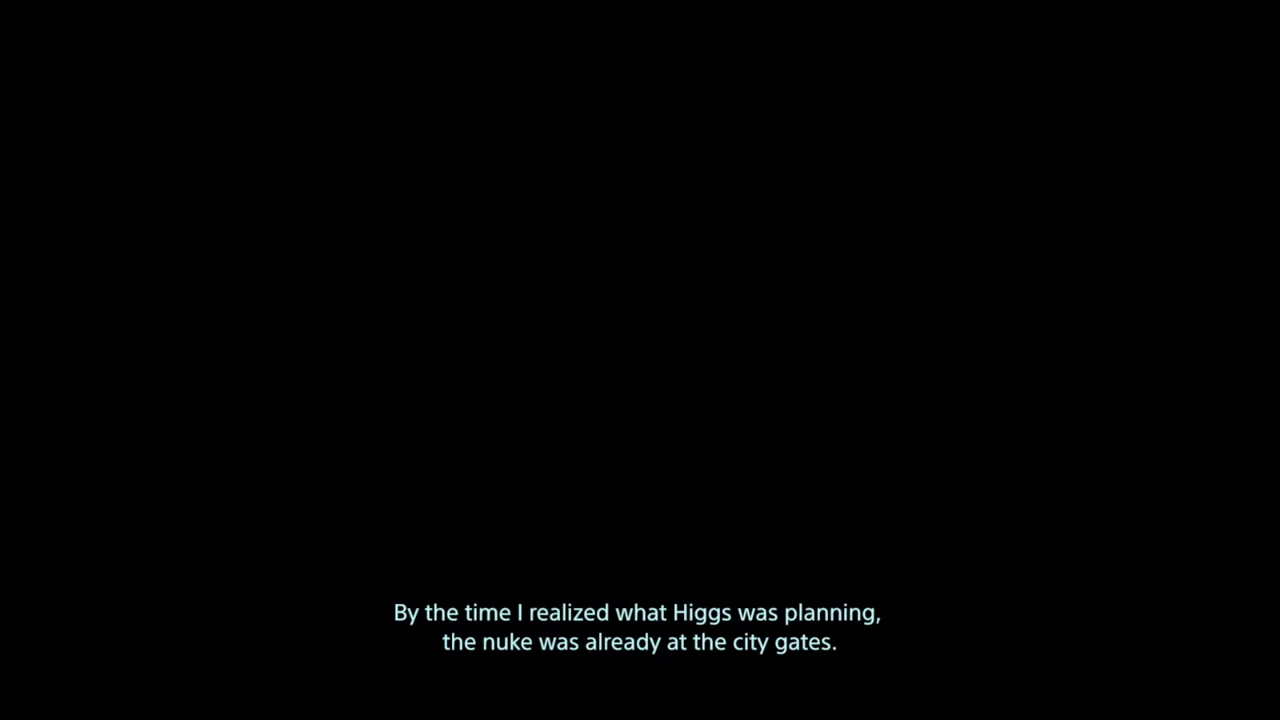 By the time I realized what Higgs was planning,
the nuke was already at the city gates.